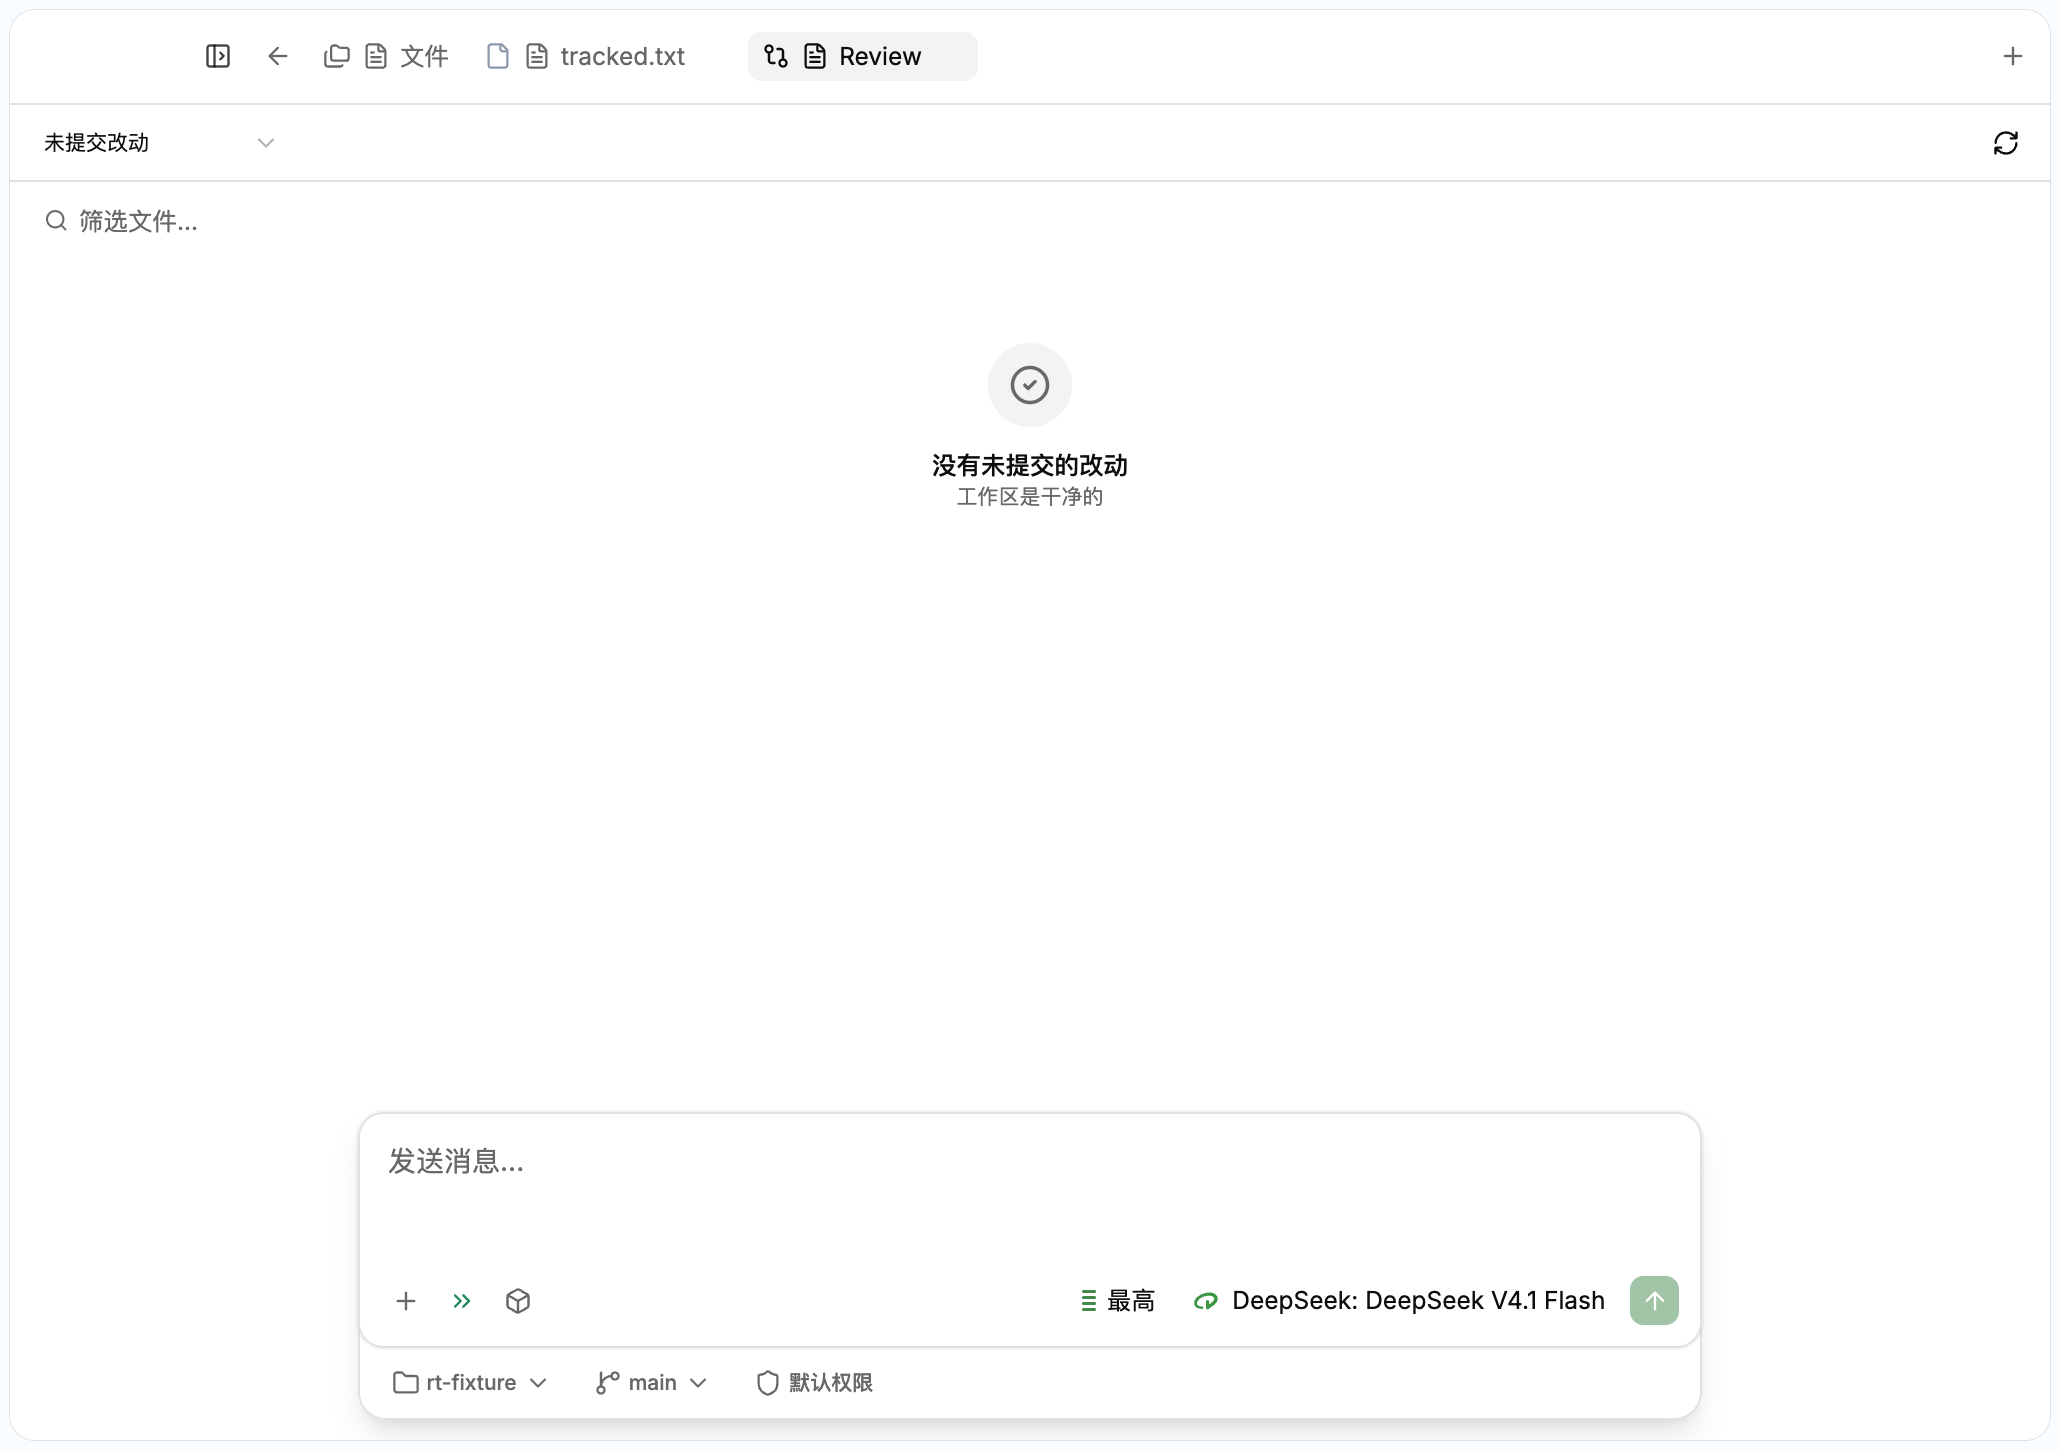 文件 tracked.txt Review
未提交改动
筛选文件...
没有未提交的改动
工作区是干净的
发送消息...
最高 DeepSeek: DeepSeek V4.1 Flash
rt-fixture main 默认权限